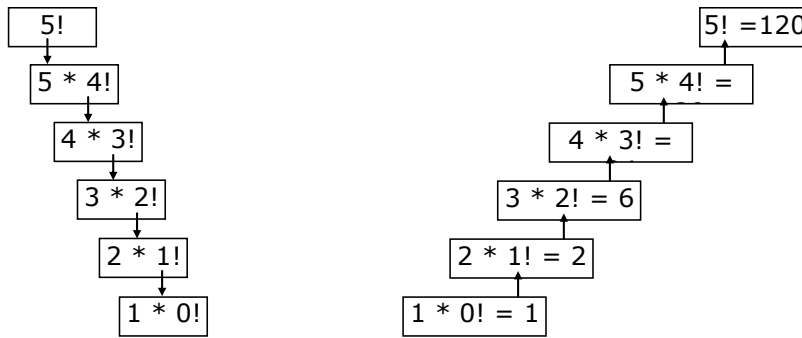 5!
5 * 4!
4 * 3!
3 * 2!
2 * 1!
1 * 0!
5! =120
5 * 4! =
4 * 3! =
3 * 2! = 6
2 * 1! = 2
1 * 0! = 1